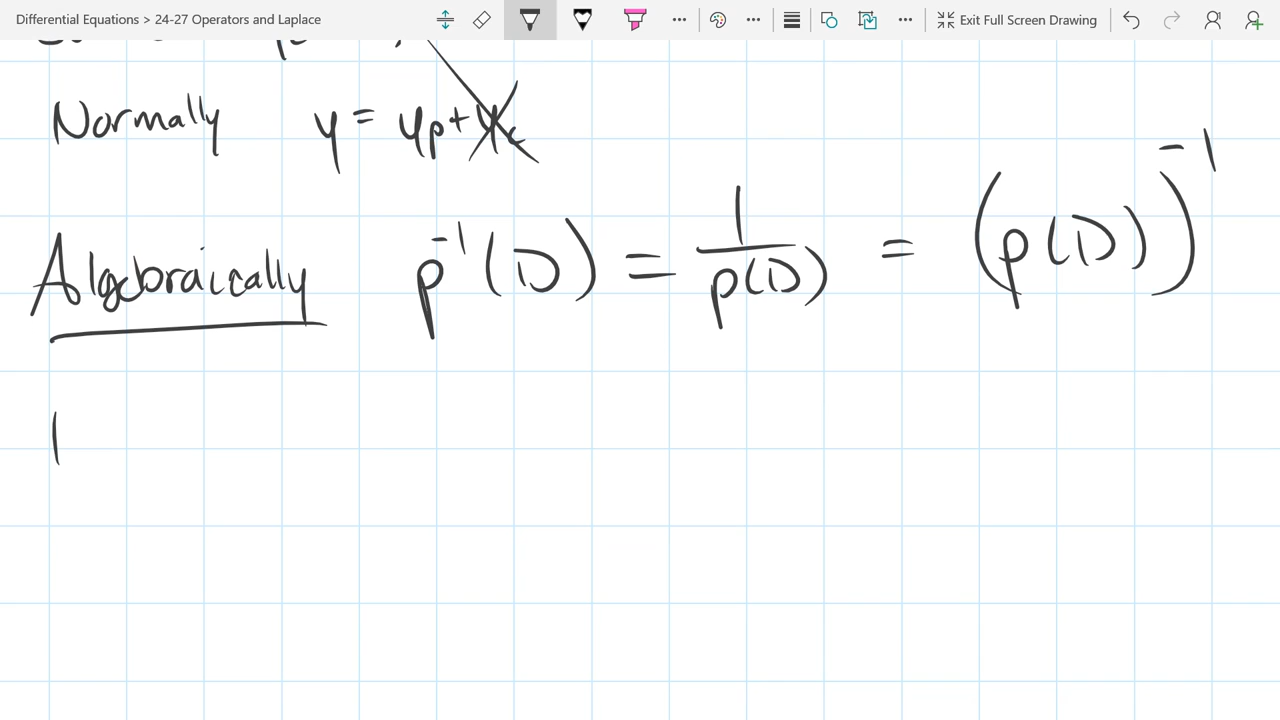 Differential Equations > 24-27 Operators and Laplace
Exit Full Screen Drawing
Normally y = yp + yc
Algebraically p⁻¹(D) = 1/p(D) = (p(D))⁻¹